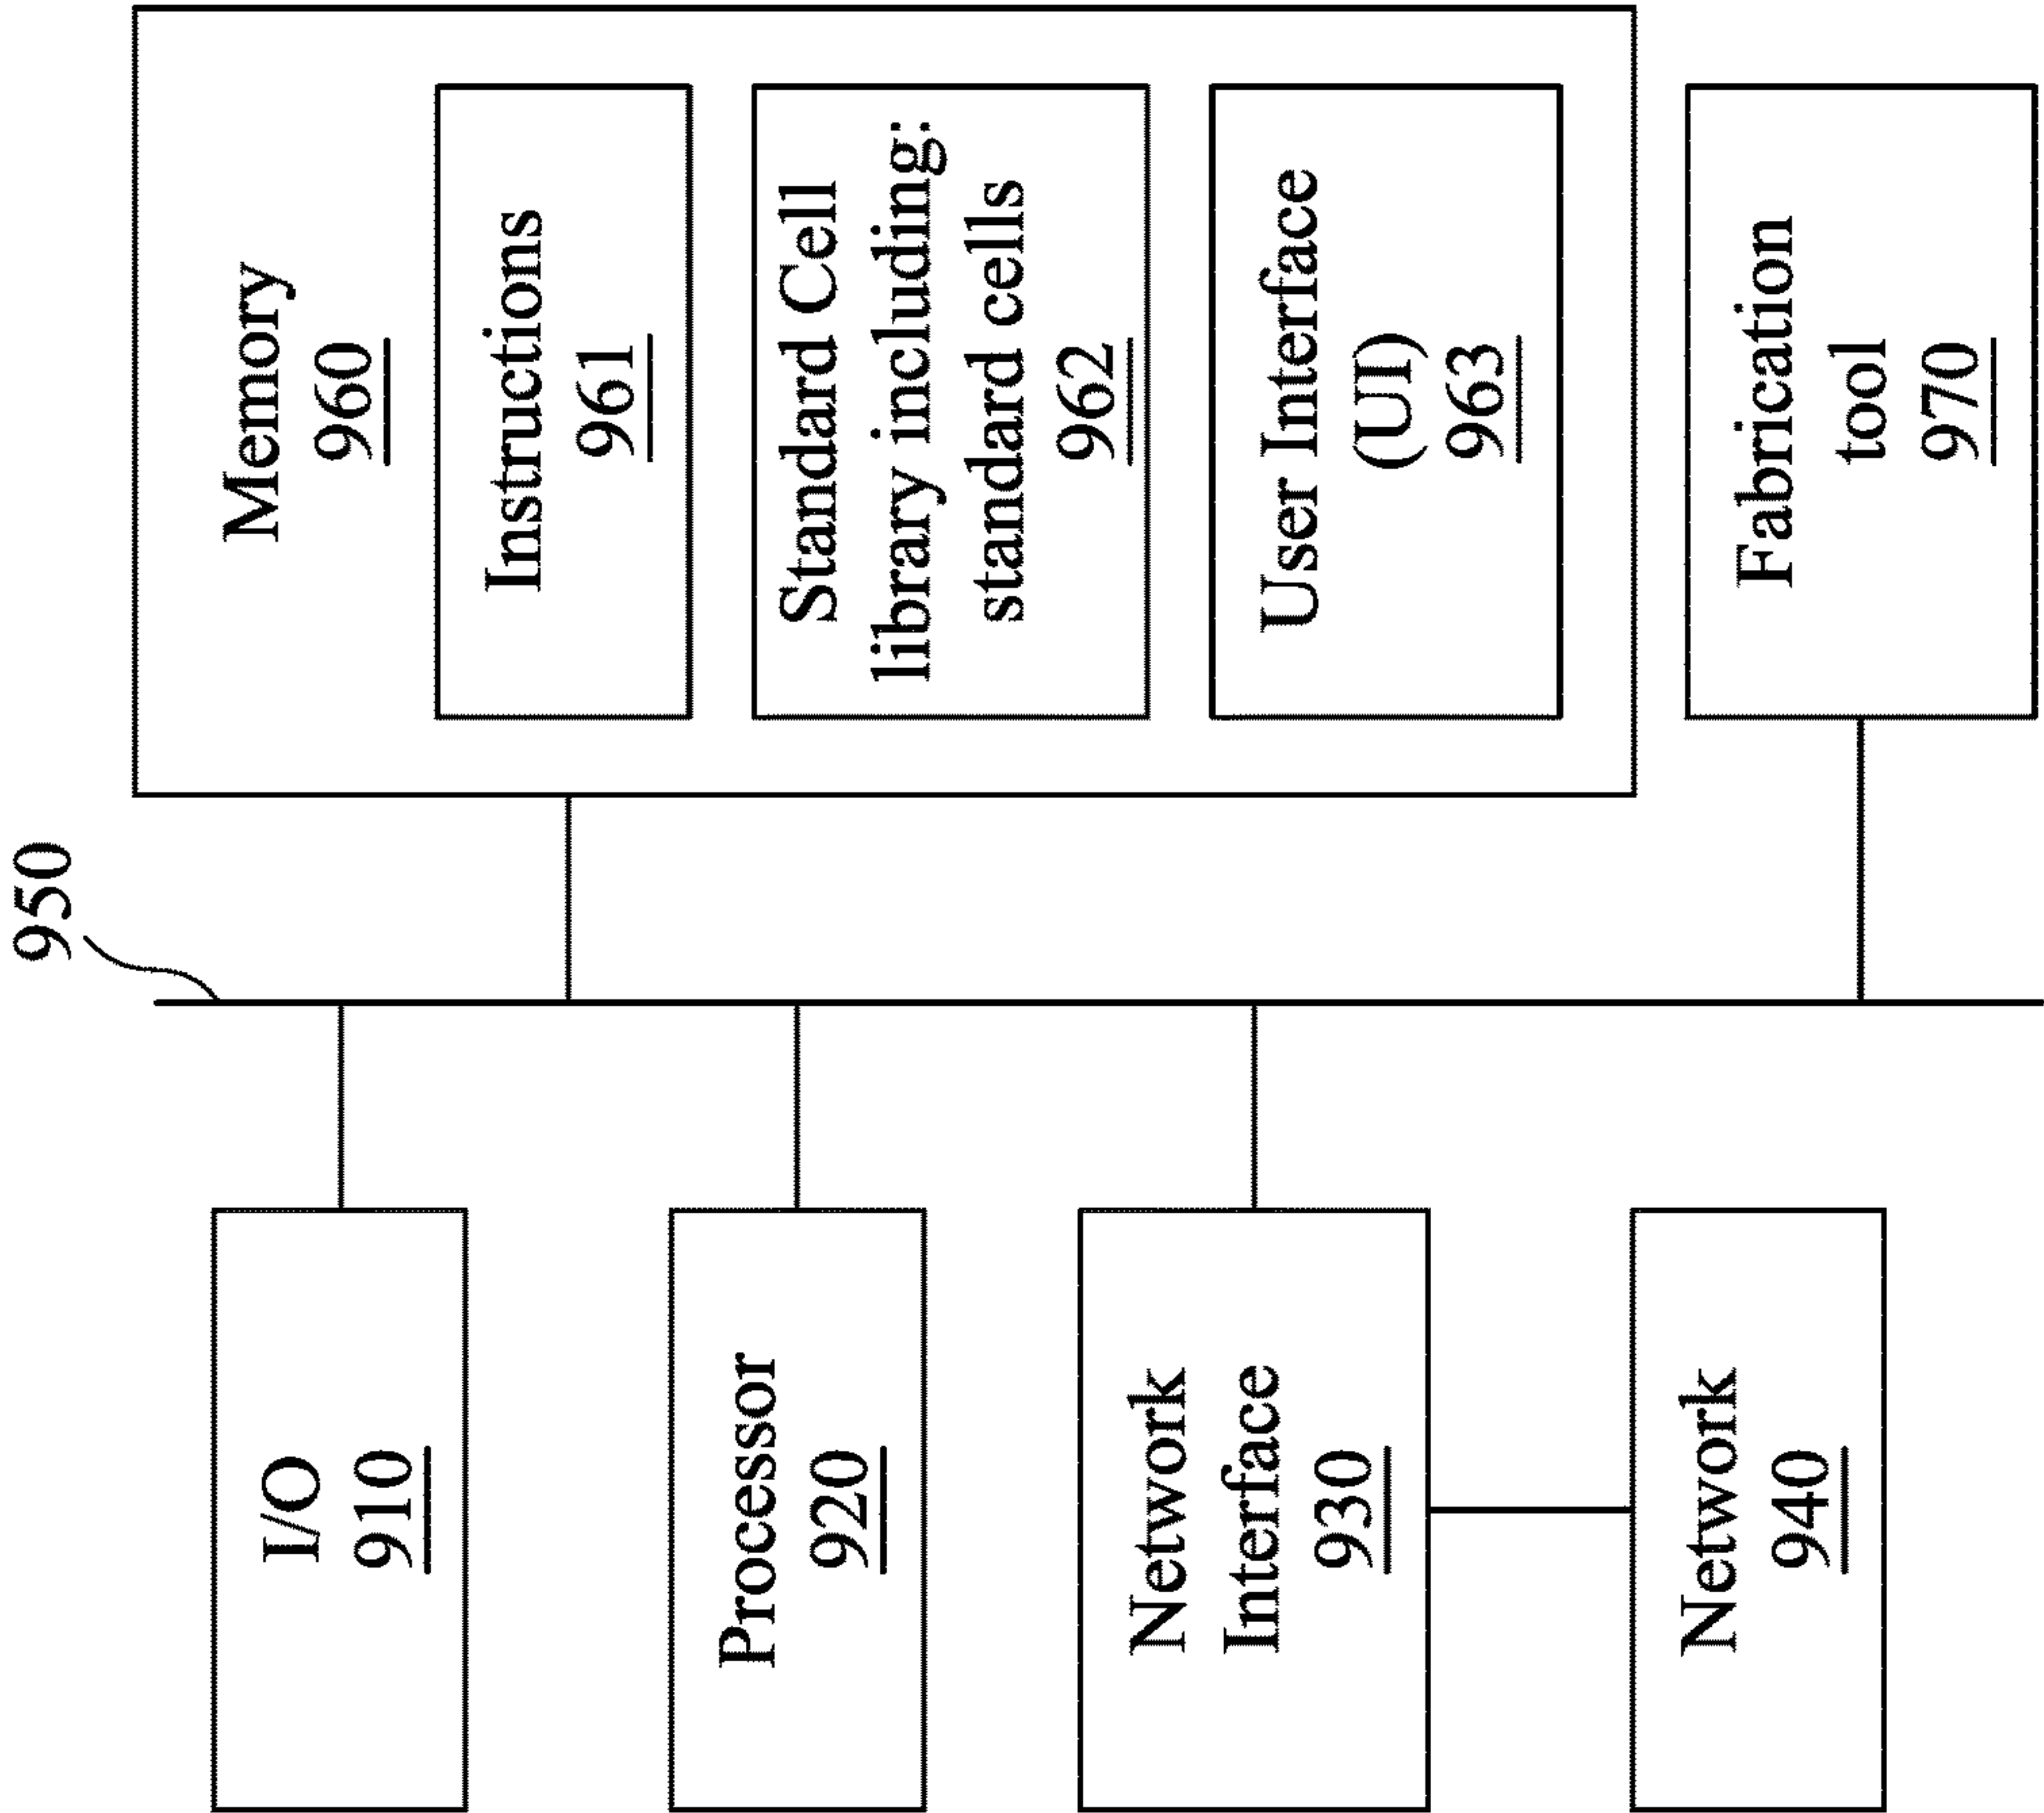 950
I/O
910
Processor
920
Network
Interface
930
Network
940
Memory
960
Instructions
961
Standard Cell
library including:
standard cells
962
User Interface
(UI)
963
Fabrication
tool
970